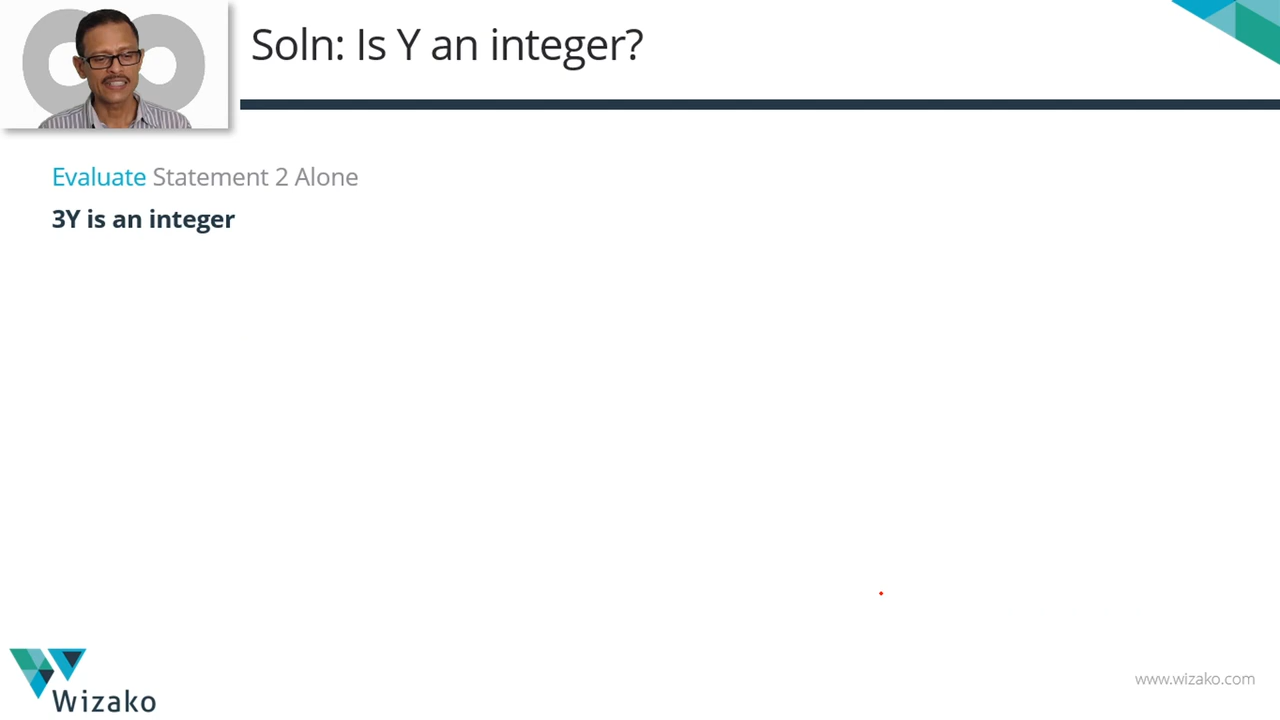 Soln: Is Y an integer?
Evaluate Statement 2 Alone
3Y is an integer
Wizako
www.wizako.com